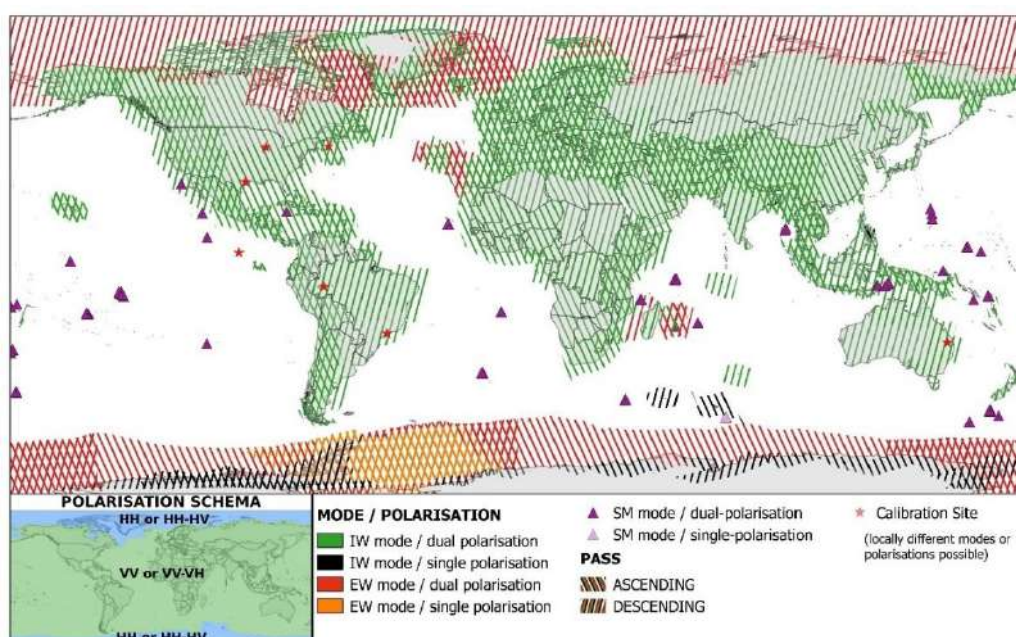 POLARISATION SCHEMA
HH or HH-HV
VV or VV-VH
HH or HH-HV
MODE / POLARISATION
IW mode / dual polarisation
IW mode / single polarisation
EW mode / dual polarisation
EW mode / single polarisation
SM mode / dual-polarisation
SM mode / single-polarisation
PASS
ASCENDING
DESCENDING
Calibration Site
(locally different modes or
polarisations possible)